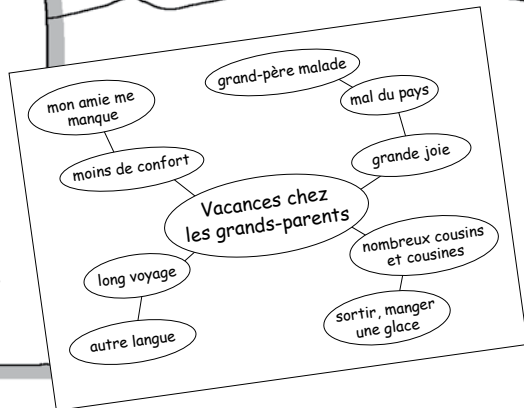 grand-père malade
mon amie me
manque
mal du pays
moins de confort
grande joie
Vacances chez
les grands-parents
nombreux cousins
et cousines
long voyage
sortir, manger
une glace
autre langue